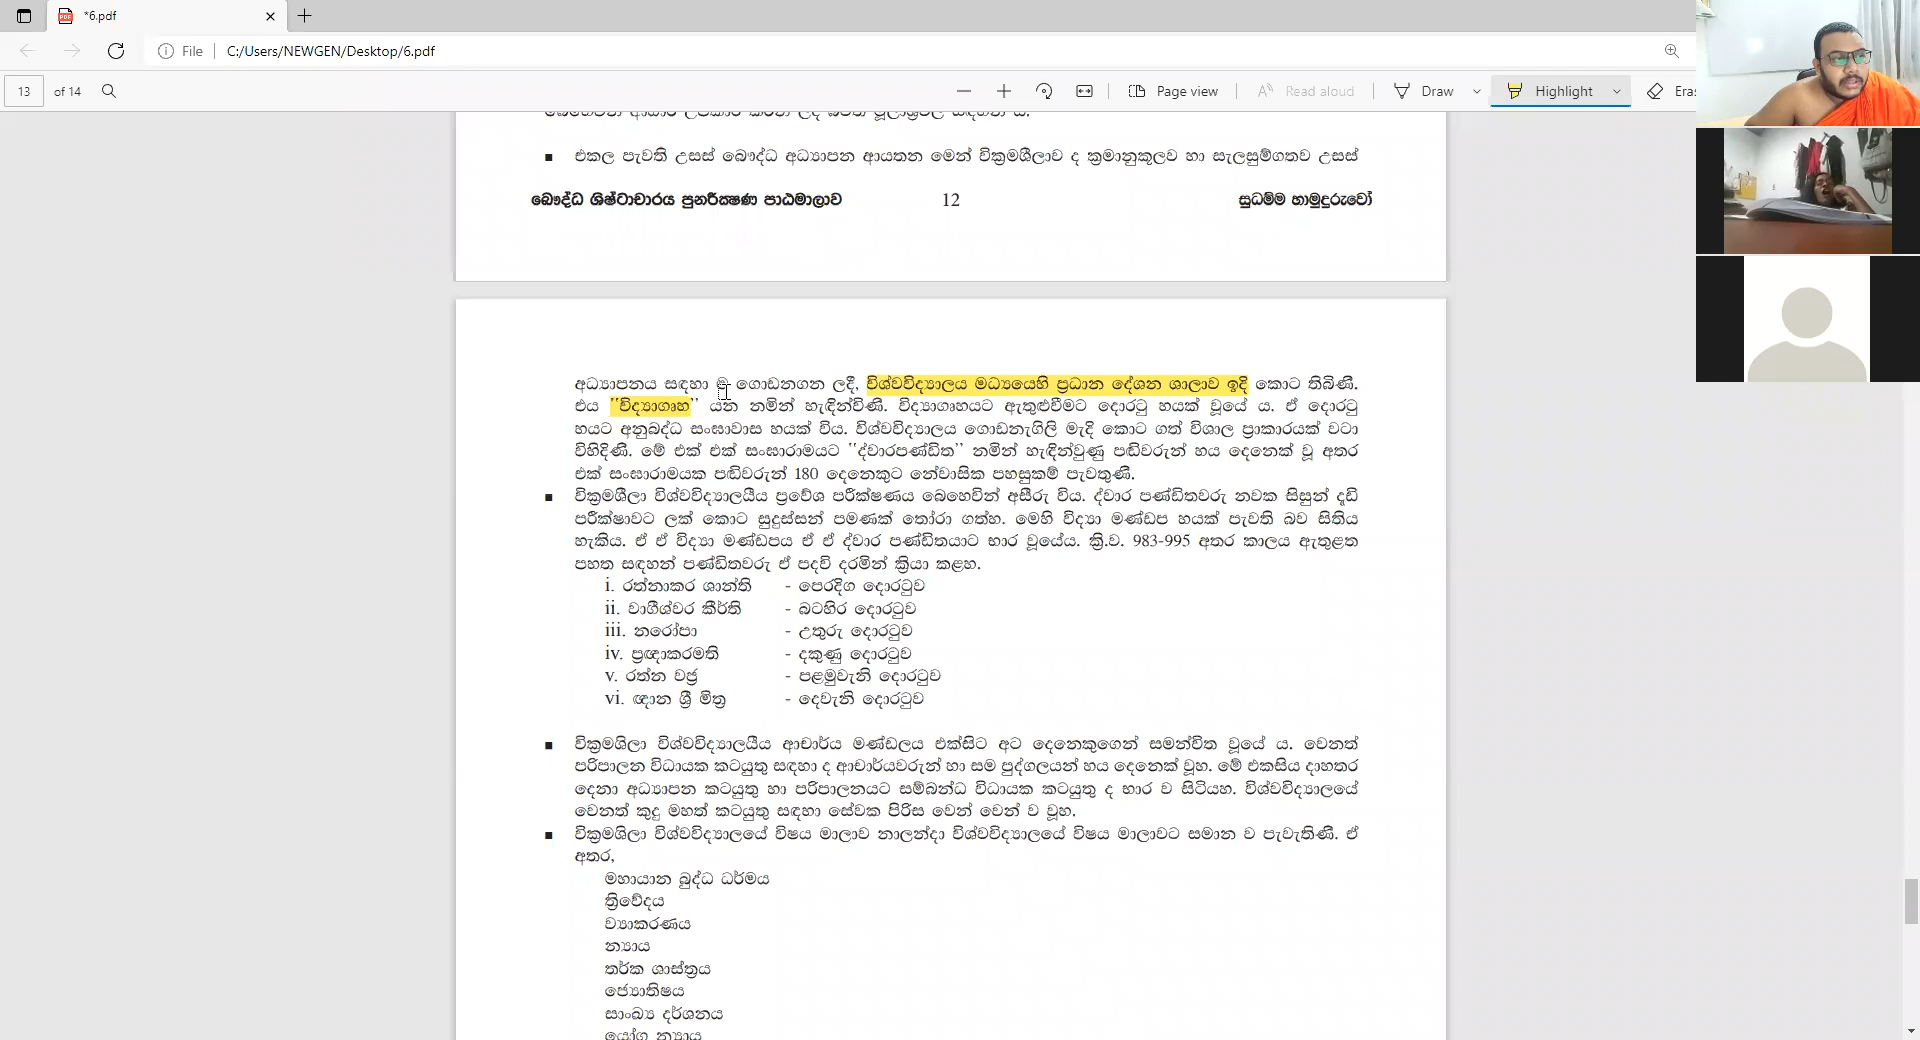 *6.pdf
File
C:/Users/NEWGEN/Desktop/6.pdf
13 of 14
Page view
Read aloud
Draw
Highlight
එකල පැවති උසස් බෞද්ධ අධ්‍යාපන ආයතන මෙන් වික්‍රමශීලාව ද ක්‍රමානුකූලව හා සැලසුම්ගතව උසස්
බෞද්ධ ශිෂ්ටාචාරය පුනරීක්‍ෂණ පාඨමාලාව 12 සුධම්ම හාමුදුරුවෝ
අධ්‍යාපනය සඳහා ම ගොඩනගන ලදී, විශ්වවිද්‍යාලය මධ්‍යයෙහි ප්‍රධාන දේශන ශාලාව ඉදි කොට තිබිණී.
එය ‘‘විද්‍යාගෘහ’’ යන නමින් හැඳින්විණී. විද්‍යාගෘහයට ඇතුළුවීමට දොරටු හයක් වූයේ ය. ඒ දොරටු
හයට අනුබද්ධ සංඝාවාස හයක් විය. විශ්වවිද්‍යාලය ගොඩනැගිලි මැදි කොට ගත් විශාල ප්‍රාකාරයක් වටා
විහිදිණි. මේ එක් එක් සංඝාරාමයට ‘‘ද්වාරපණ්ඩිත’’ නමින් හැඳින්වුණු පඬිවරුන් හය දෙනෙක් වූ අතර
එක් සංඝාරාමයක පඬිවරුන් 180 දෙනෙකුට නේවාසික පහසුකම් පැවතුණි.
▪ වික්‍රමශීලා විශ්වවිද්‍යාලයීය ප්‍රවේශ පරීක්ෂණය බෙහෙවින් අසීරු විය. ද්වාර පණ්ඩිතවරු නවක සිසුන් දැඩි
පරීක්ෂාවට ලක් කොට සුදුස්සන් පමණක් තෝරා ගත්හ. මෙහි විද්‍යා මණ්ඩප හයක් පැවති බව සිතිය
හැකිය. ඒ ඒ විද්‍යා මණ්ඩපය ඒ ඒ ද්වාර පණ්ඩිතයාට භාර වූයේය. ක්‍රි.ව. 983-995 අතර කාලය ඇතුළත
පහත සඳහන් පණ්ඩිතවරු ඒ පදවි දරමින් ක්‍රියා කළහ.
i. රත්නාකර ශාන්ති - පෙරදිග දොරටුව
ii. වාගීශ්වර කීර්ති - බටහිර දොරටුව
iii. නරෝපා - උතුරු දොරටුව
iv. ප්‍රඥාකරමති - දකුණු දොරටුව
v. රත්න වජ්‍ර - පළමුවැනි දොරටුව
vi. ඥාන ශ්‍රී මිත්‍ර - දෙවැනි දොරටුව
▪ වික්‍රමශිලා විශ්වවිද්‍යාලයීය ආචාර්ය මණ්ඩලය එක්සිට අට දෙනෙකුගෙන් සමන්විත වූයේ ය. වෙනත්
පරිපාලන විධායක කටයුතු සඳහා ද ආචාර්යවරුන් හා සම පුද්ගලයන් හය දෙනෙක් වූහ. මේ එකසිය දාහතර
දෙනා අධ්‍යාපන කටයුතු හා පරිපාලනයට සම්බන්ධ විධායක කටයුතු ද භාර ව සිටියහ. විශ්වවිද්‍යාලයේ
වෙනත් කුදු මහත් කටයුතු සඳහා සේවක පිරිස වෙන් වෙන් ව වූහ.
▪ වික්‍රමශිලා විශ්වවිද්‍යාලයේ විෂය මාලාව නාලන්දා විශ්වවිද්‍යාලයේ විෂය මාලාවට සමාන ව පැවැතිණී. ඒ
අතර,
මහායාන බුද්ධ ධර්මය
ත්‍රිවේදය
ව්‍යාකරණය
න්‍යාය
තර්ක ශාස්ත්‍රය
ජ්‍යොතිෂය
සාංඛ්‍ය දර්ශනය
යෝග න්‍යාය